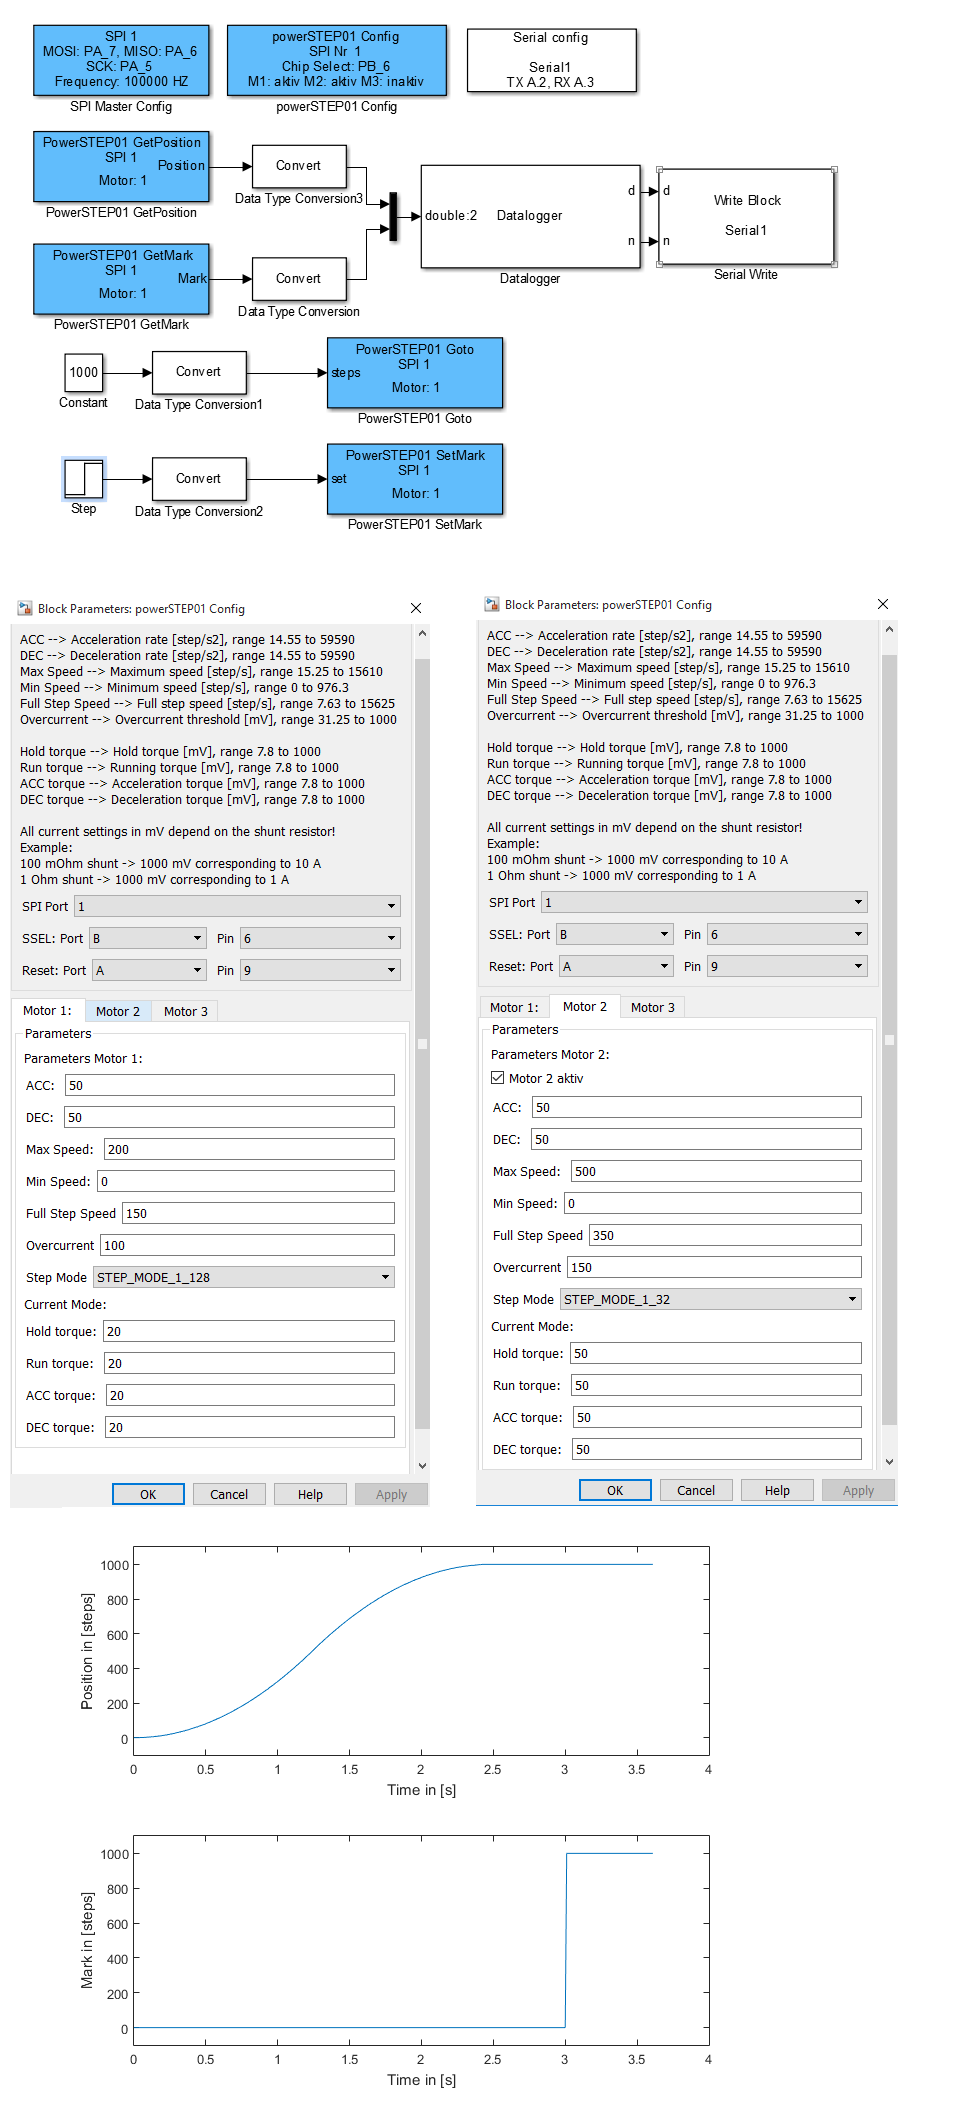 SPI 1
MOSI: PA_7, MISO: PA_6
SCK: PA_5
Frequency: 100000 HZ
SPI Master Config
powerSTEP01 Config
SPI Nr  1
Chip Select: PB_6
M1: aktiv M2: aktiv M3: inaktiv
powerSTEP01 Config
Serial config
Serial1
TX A.2, RX A.3
PowerSTEP01 GetPosition
SPI 1
Position
Motor: 1
PowerSTEP01 GetPosition
Convert
Data Type Conversion3
PowerSTEP01 GetMark
SPI 1
Mark
Motor: 1
PowerSTEP01 GetMark
Convert
Data Type Conversion
double:2
Datalogger
d
n
Datalogger
d
n
Write Block
Serial1
Serial Write
1000
Constant
Convert
Data Type Conversion1
PowerSTEP01 Goto
SPI 1
steps
Motor: 1
PowerSTEP01 Goto
Step
Convert
Data Type Conversion2
PowerSTEP01 SetMark
SPI 1
set
Motor: 1
PowerSTEP01 SetMark
Block Parameters: powerSTEP01 Config
ACC --> Acceleration rate [step/s2], range 14.55 to 59590
DEC --> Deceleration rate [step/s2], range 14.55 to 59590
Max Speed --> Maximum speed [step/s], range 15.25 to 15610
Min Speed --> Minimum speed [step/s], range 0 to 976.3
Full Step Speed --> Full step speed [step/s], range 7.63 to 15625
Overcurrent --> Overcurrent threshold [mV], range 31.25 to 1000
Hold torque --> Hold torque [mV], range 7.8 to 1000
Run torque --> Running torque [mV], range 7.8 to 1000
ACC torque --> Acceleration torque [mV], range 7.8 to 1000
DEC torque --> Deceleration torque [mV], range 7.8 to 1000
All current settings in mV depend on the shunt resistor!
Example:
100 mOhm shunt -> 1000 mV corresponding to 10 A
1 Ohm shunt -> 1000 mV corresponding to 1 A
SPI Port 1
SSEL: Port B Pin 6
Reset: Port A Pin 9
Motor 1: Motor 2 Motor 3
Parameters
Parameters Motor 1:
ACC: 50
DEC: 50
Max Speed: 200
Min Speed: 0
Full Step Speed 150
Overcurrent 100
Step Mode STEP_MODE_1_128
Current Mode:
Hold torque: 20
Run torque: 20
ACC torque: 20
DEC torque: 20
OK Cancel Help Apply
Block Parameters: powerSTEP01 Config
ACC --> Acceleration rate [step/s2], range 14.55 to 59590
DEC --> Deceleration rate [step/s2], range 14.55 to 59590
Max Speed --> Maximum speed [step/s], range 15.25 to 15610
Min Speed --> Minimum speed [step/s], range 0 to 976.3
Full Step Speed --> Full step speed [step/s], range 7.63 to 15625
Overcurrent --> Overcurrent threshold [mV], range 31.25 to 1000
Hold torque --> Hold torque [mV], range 7.8 to 1000
Run torque --> Running torque [mV], range 7.8 to 1000
ACC torque --> Acceleration torque [mV], range 7.8 to 1000
DEC torque --> Deceleration torque [mV], range 7.8 to 1000
All current settings in mV depend on the shunt resistor!
Example:
100 mOhm shunt -> 1000 mV corresponding to 10 A
1 Ohm shunt -> 1000 mV corresponding to 1 A
SPI Port 1
SSEL: Port B Pin 6
Reset: Port A Pin 9
Motor 1: Motor 2 Motor 3
Parameters
Parameters Motor 2:
Motor 2 aktiv
ACC: 50
DEC: 50
Max Speed: 500
Min Speed: 0
Full Step Speed 350
Overcurrent 150
Step Mode STEP_MODE_1_32
Current Mode:
Hold torque: 50
Run torque: 50
ACC torque: 50
DEC torque: 50
OK Cancel Help Apply
Position in [steps]
1000
800
600
400
200
0
0 0.5 1 1.5 2 2.5 3 3.5 4
Time in [s]
Mark in [steps]
1000
800
600
400
200
0
0 0.5 1 1.5 2 2.5 3 3.5 4
Time in [s]